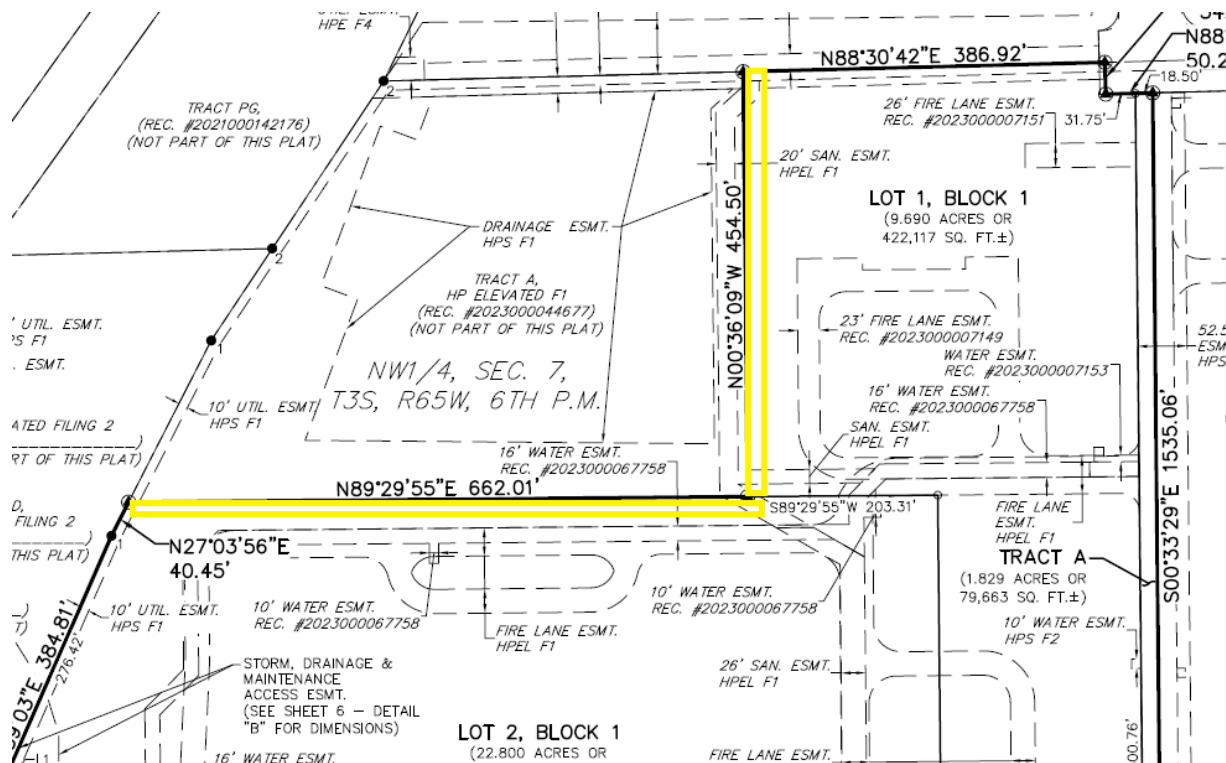 HPE F4
N88°30'42"E 386.92'
N88°
50.2
18.50'
TRACT PG,
(REC. #2021000142176)
(NOT PART OF THIS PLAT)
2
26' FIRE LANE ESMT.
REC. #2023000007151
31.75'
20' SAN. ESMT.
HPEL F1
LOT 1, BLOCK 1
(9.690 ACRES OR
422,117 SQ. FT.±)
DRAINAGE ESMT.
HPS F1
N00°36'09"W 454.50'
2
TRACT A,
HP ELEVATED F1
(REC. #2023000044677)
(NOT PART OF THIS PLAT)
' UTIL. ESMT.
PS F1
. ESMT.
1
23' FIRE LANE ESMT.
REC. #2023000007149
52.5
ESM
HPS
WATER ESMT.
REC. #2023000007153
NW1/4, SEC. 7,
T3S, R65W, 6TH P.M.
16' WATER ESMT.
REC. #2023000067758
10' UTIL. ESMT.
HPS F1
SAN. ESMT.
HPEL F1
ATED FILING 2
RT OF THIS PLAT)
16' WATER ESMT.
REC. #2023000067758
S00°33'29"E 1535.06'
N89°29'55"E 662.01'
S89°29'55"W 203.31'
FILING 2
THIS PLAT)
1
N27°03'56"E
40.45'
FIRE LANE
ESMT.
HPEL F1
TRACT A
(1.829 ACRES OR
79,663 SQ. FT.±)
10' UTIL. ESMT.
HPS F1
10' WATER ESMT.
REC. #2023000067758
10' WATER ESMT.
REC. #2023000067758
10' WATER ESMT.
HPS F2
FIRE LANE ESMT.
HPEL F1
39'03"E 384.81'
276.42'
STORM, DRAINAGE &
MAINTENANCE
ACCESS ESMT.
(SEE SHEET 6 – DETAIL
"B" FOR DIMENSIONS)
26' SAN. ESMT.
HPEL F1
LOT 2, BLOCK 1
(22.800 ACRES OR
00.76'
L1
16' WATER ESMT.
FIRE LANE ESMT.